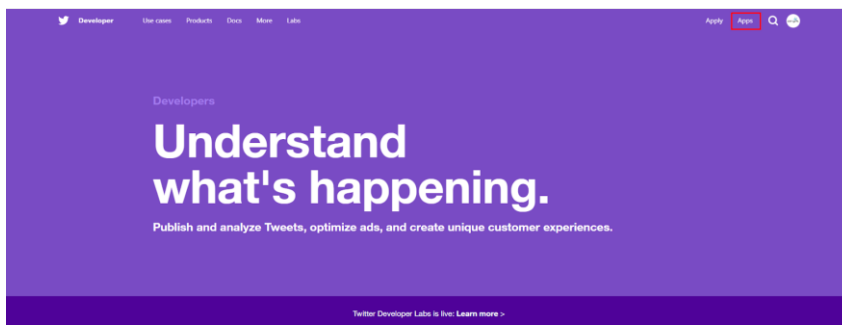 Developer Use cases Products Docs More Labs Apply Apps
Developers
Understand
what's happening.
Publish and analyze Tweets, optimize ads, and create unique customer experiences.
Twitter Developer Labs is live: Learn more >